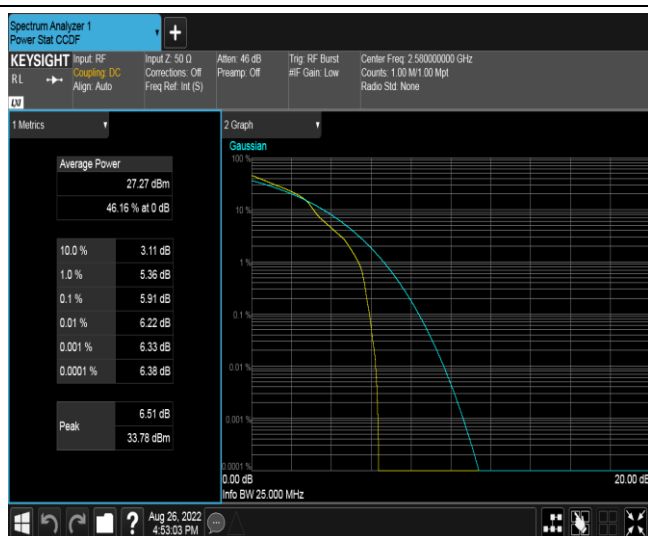 Spectrum Analyzer 1
Power Stat CCDF
KEYSIGHT
RL
LXI
Input: RF
Coupling: DC
Align: Auto
Input Z: 50 Ω
Corrections: Off
Freq Ref: Int (S)
Atten: 46 dB
Preamp: Off
Trig: RF Burst
#IF Gain: Low
Center Freq: 2.580000000 GHz
Counts: 1.00 M/1.00 Mpt
Radio Std: None
1 Metrics
Average Power
27.27 dBm
46.16 % at 0 dB
10.0 % 3.11 dB
1.0 % 5.36 dB
0.1 % 5.91 dB
0.01 % 6.22 dB
0.001 % 6.33 dB
0.0001 % 6.38 dB
Peak
6.51 dB
33.78 dBm
2 Graph
Gaussian
100 %
10 %
1 %
0.1 %
0.01 %
0.001 %
0.0001 %
0.00 dB 20.00 dB
Info BW 25.000 MHz
Aug 26, 2022
4:53:03 PM